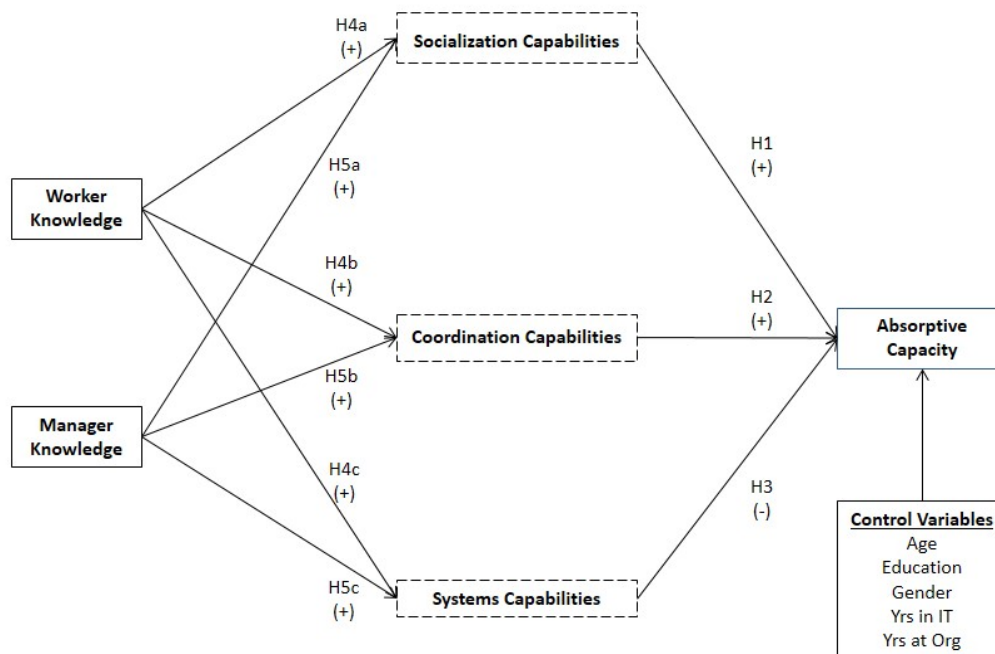 H4a
(+)
Socialization Capabilities
H5a
(+)
H1
(+)
Worker
Knowledge
H4b
(+)
H2
(+)
Coordination Capabilities
Absorptive
Capacity
H5b
(+)
Manager
Knowledge
H4c
(+)
H3
(-)
Control Variables
Age
Education
Gender
Yrs in IT
Yrs at Org
H5c
(+)
Systems Capabilities